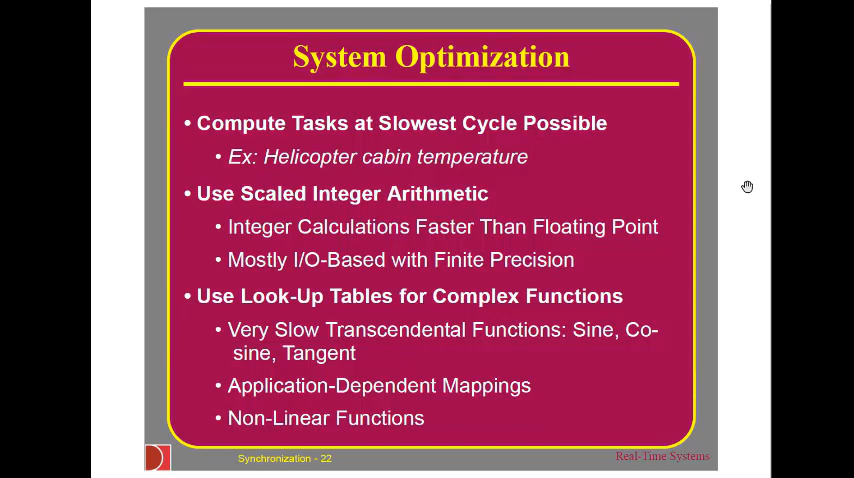 System Optimization
• Compute Tasks at Slowest Cycle Possible
• Ex: Helicopter cabin temperature
• Use Scaled Integer Arithmetic
• Integer Calculations Faster Than Floating Point
• Mostly I/O-Based with Finite Precision
• Use Look-Up Tables for Complex Functions
• Very Slow Transcendental Functions: Sine, Co-
sine, Tangent
• Application-Dependent Mappings
• Non-Linear Functions
Synchronization - 22
Real-Time Systems